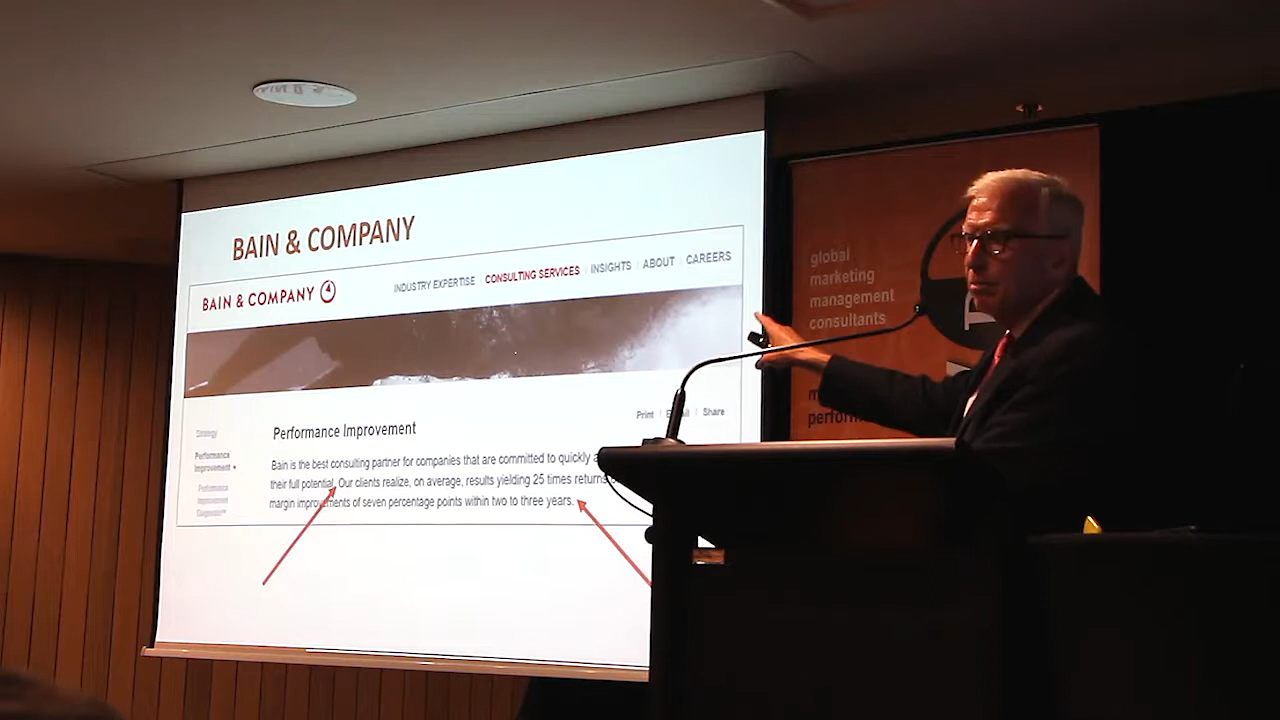 BAIN & COMPANY
BAIN & COMPANY
INDUSTRY EXPERTISE CONSULTING SERVICES INSIGHTS ABOUT CAREERS
Print Share
Strategy
Performance
Improvement
Performance
Improvement
Performance Improvement
Bain is the best consulting partner for companies that are committed to quickly
their full potential. Our clients realize, on average, results yielding 25 times returns
margin improvements of seven percentage points within two to three years.
global
marketing
management
consultants